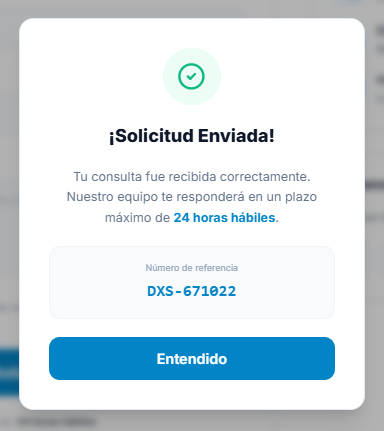 ¡Solicitud Enviada!
Tu consulta fue recibida correctamente.
Nuestro equipo te responderá en un plazo
máximo de 24 horas hábiles.
Número de referencia
DXS-671022
Entendido